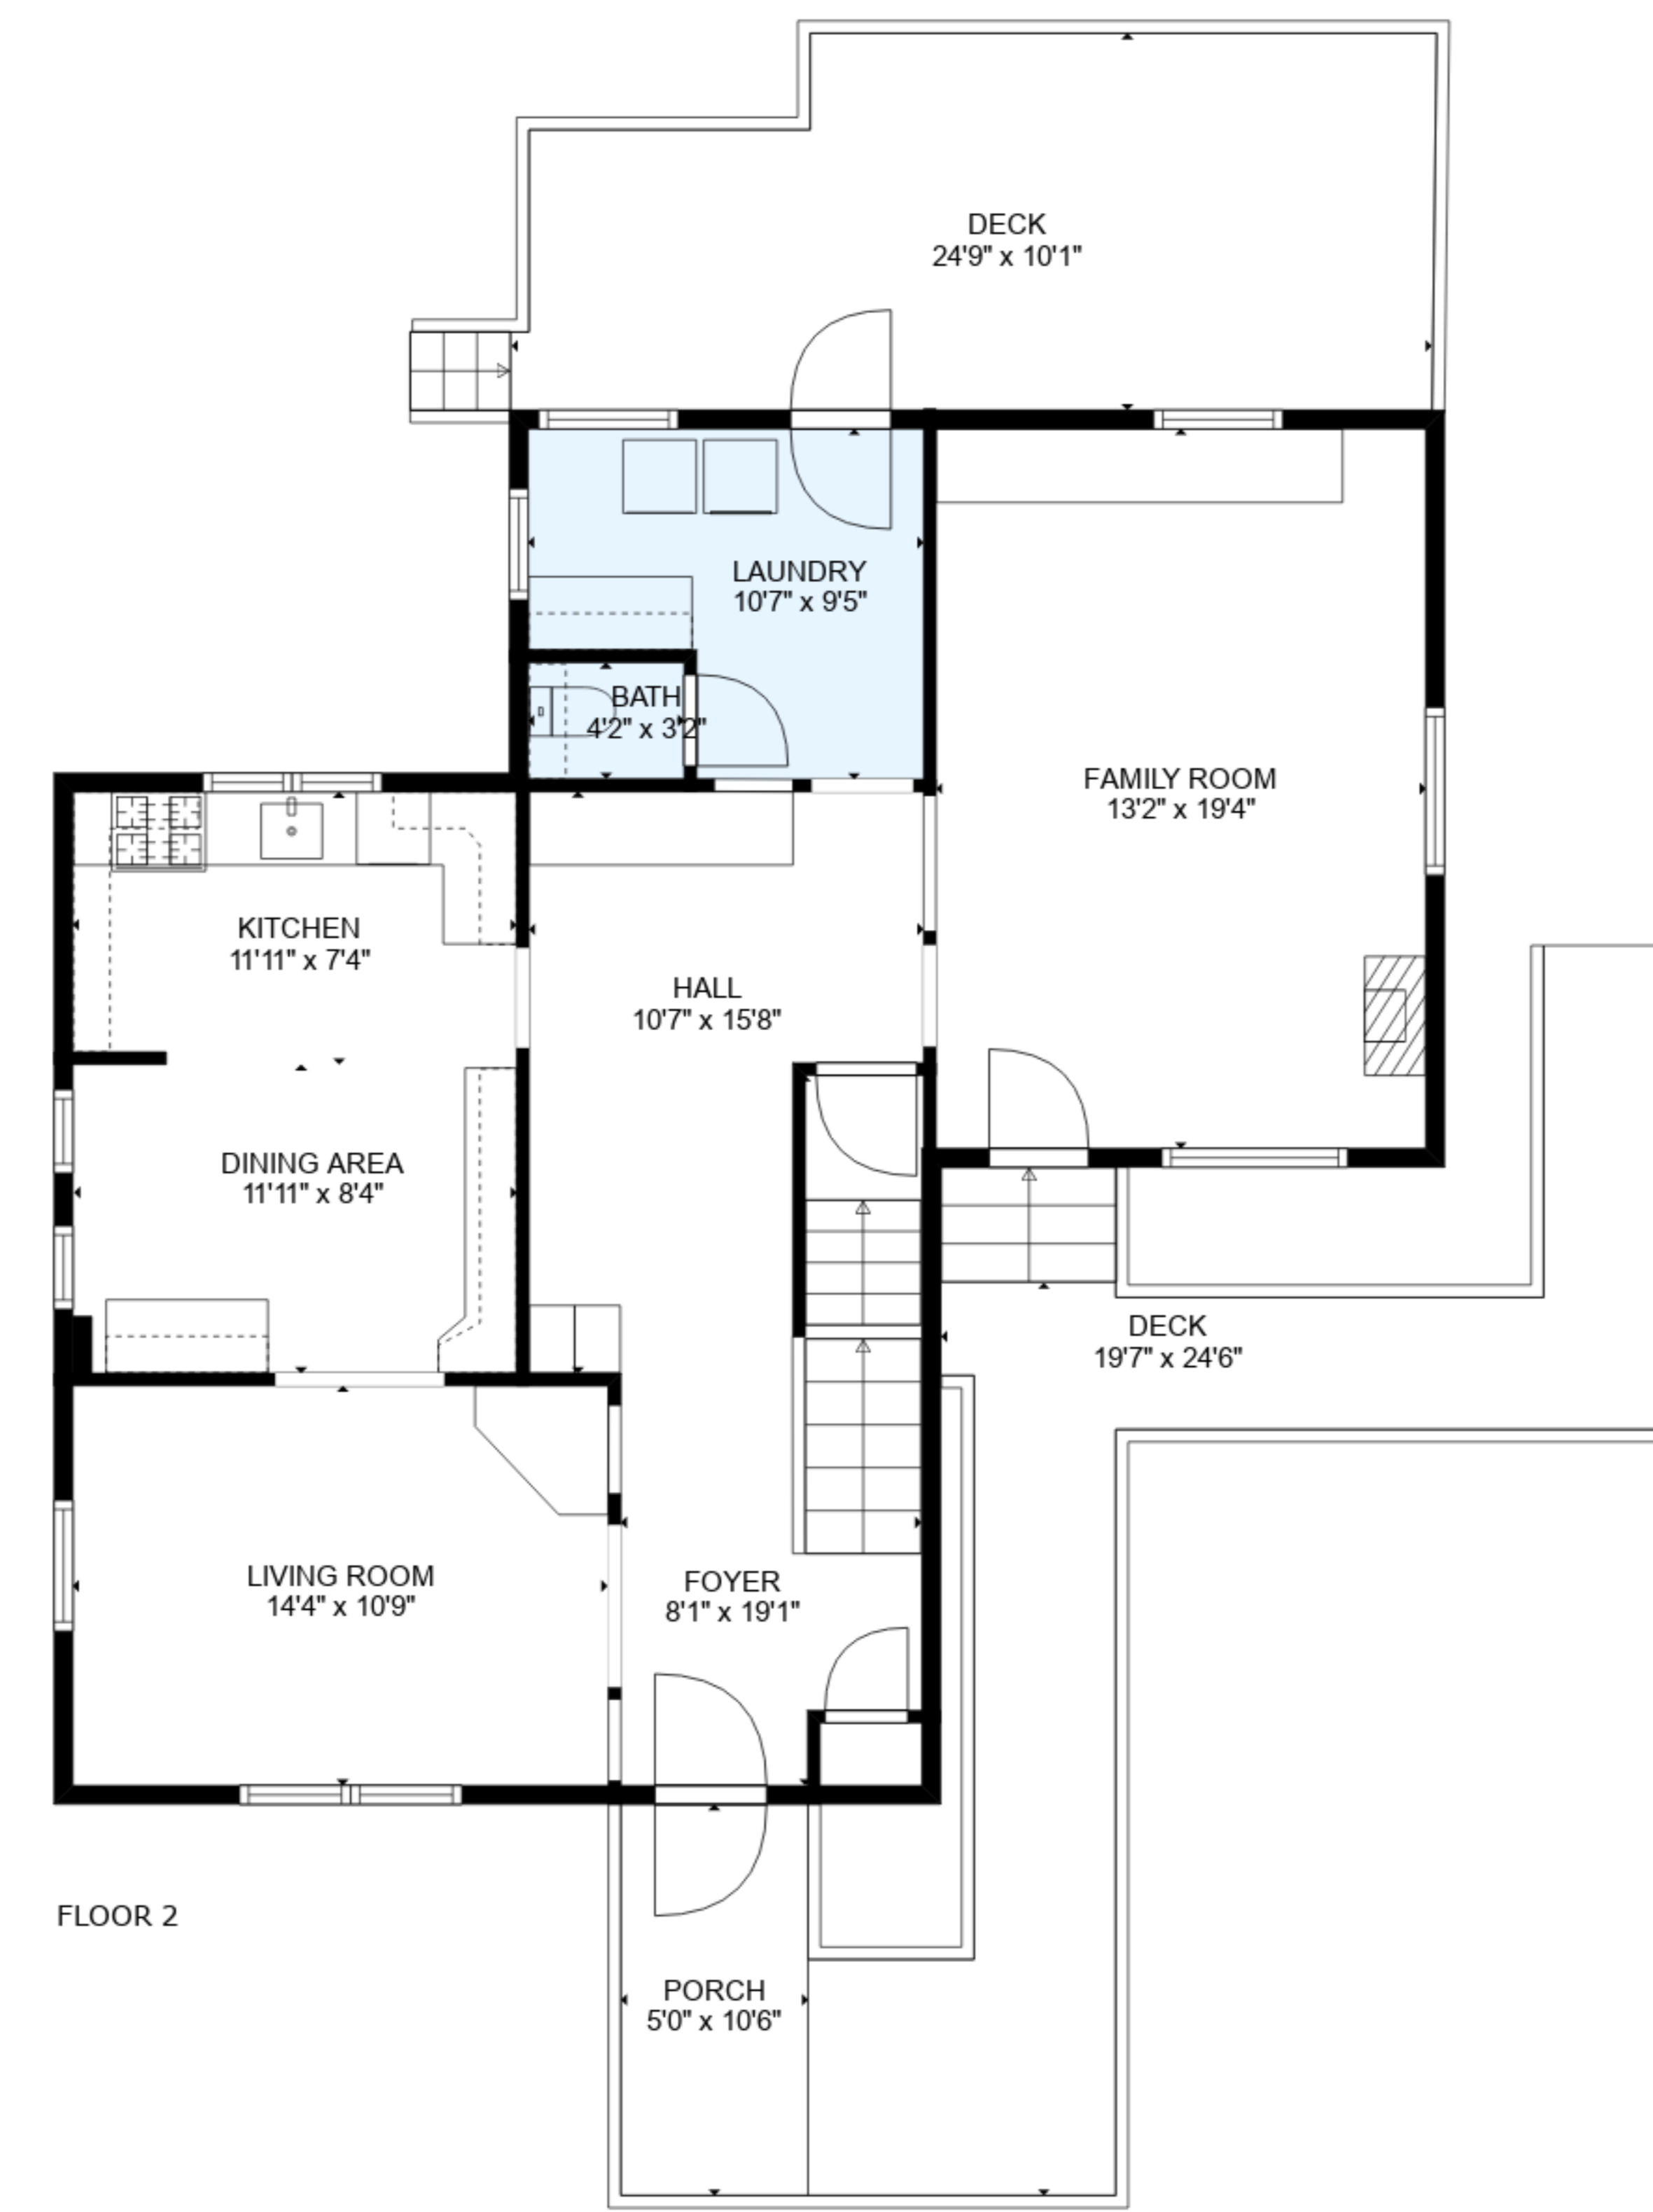 DECK
24'9" x 10'1"
LAUNDRY
10'7" x 9'5"
BATH
4'2" x 3'2"
FAMILY ROOM
13'2" x 19'4"
KITCHEN
11'11" x 7'4"
HALL
10'7" x 15'8"
DINING AREA
11'11" x 8'4"
DECK
19'7" x 24'6"
LIVING ROOM
14'4" x 10'9"
FOYER
8'1" x 19'1"
FLOOR 2
PORCH
5'0" x 10'6"